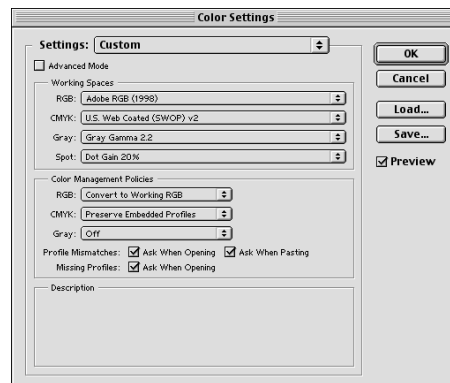 Color Settings
Settings: Custom
Advanced Mode
Working Spaces
RGB: Adobe RGB (1998)
CMYK: U.S. Web Coated (SWOP) v2
Gray: Gray Gamma 2.2
Spot: Dot Gain 20%
Color Management Policies
RGB: Convert to Working RGB
CMYK: Preserve Embedded Profiles
Gray: Off
Profile Mismatches: Ask When Opening Ask When Pasting
Missing Profiles: Ask When Opening
Description
OK
Cancel
Load...
Save...
Preview